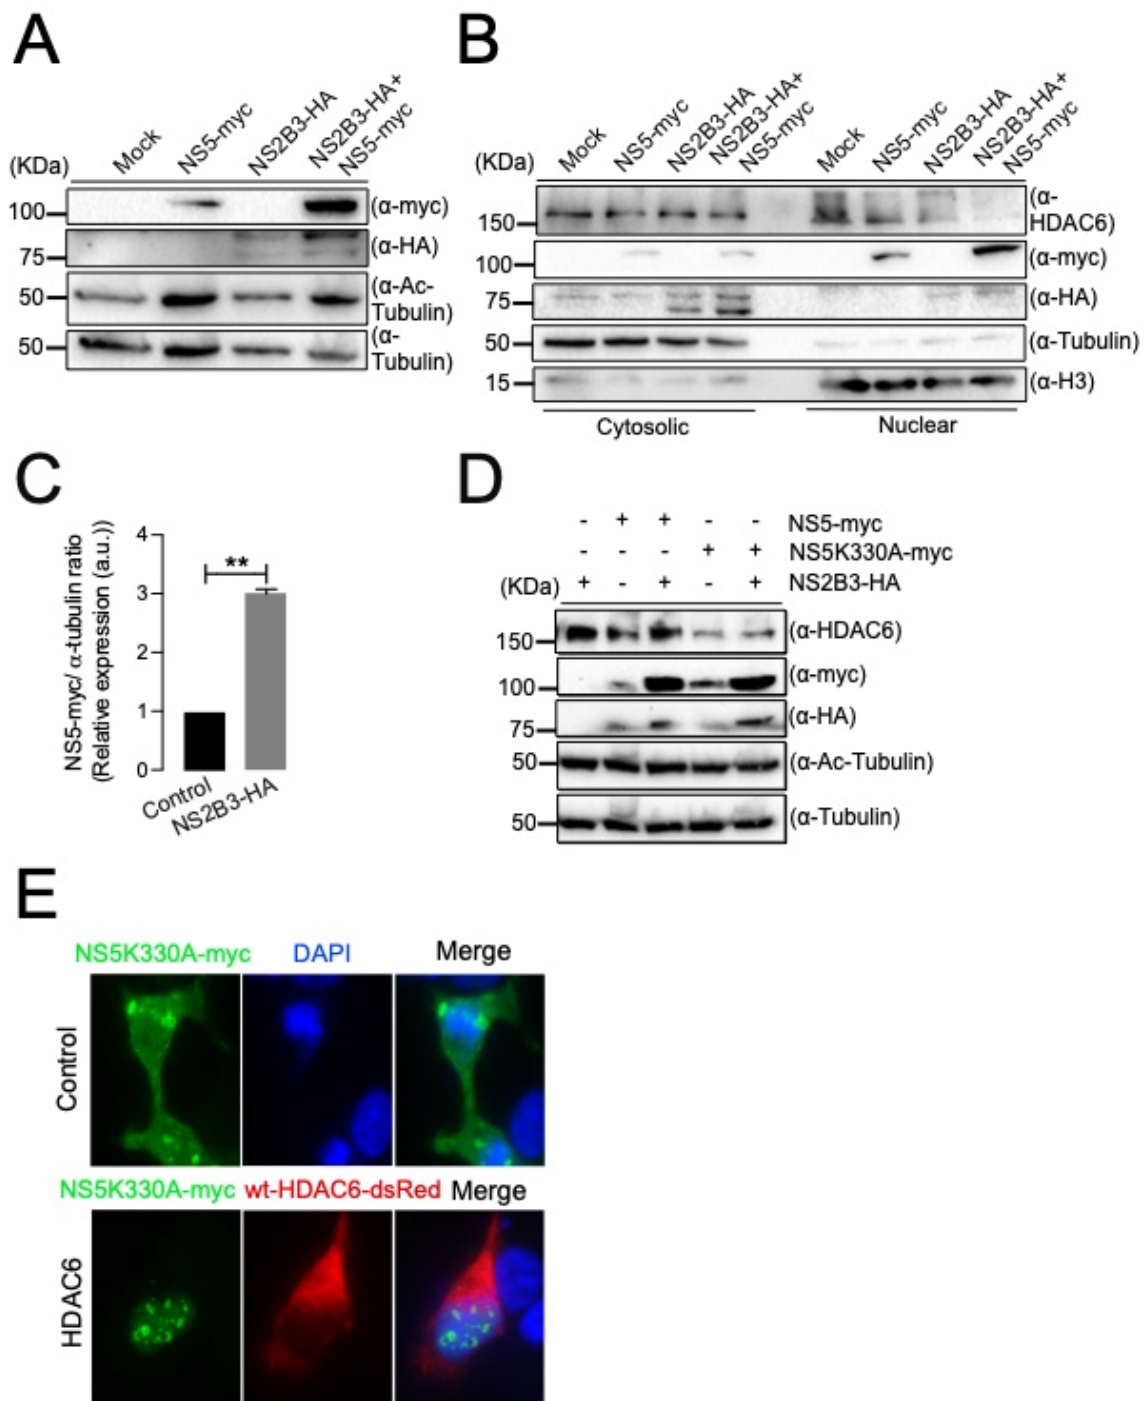 A
Mock
NS5-myc
NS2B3-HA
NS2B3-HA+
NS5-myc
(KDa)
100
(α-myc)
75
(α-HA)
50
(α-Ac-
Tubulin)
50
(α-
Tubulin)
B
Mock
NS5-myc
NS2B3-HA
NS2B3-HA+
NS5-myc
Mock
NS5-myc
NS2B3-HA
NS2B3-HA+
NS5-myc
(KDa)
150
(α-
HDAC6)
100
(α-myc)
75
(α-HA)
50
(α-Tubulin)
15
(α-H3)
Cytosolic
Nuclear
C
NS5-myc/ α-tubulin ratio
(Relative expression (a.u.))
4
3
2
1
0
**
Control
NS2B3-HA
D
- + + - - NS5-myc
- - - + + NS5K330A-myc
(KDa) + - + - + NS2B3-HA
150
(α-HDAC6)
100
(α-myc)
75
(α-HA)
50
(α-Ac-Tubulin)
50
(α-Tubulin)
E
NS5K330A-myc DAPI Merge
Control
NS5K330A-myc wt-HDAC6-dsRed Merge
HDAC6